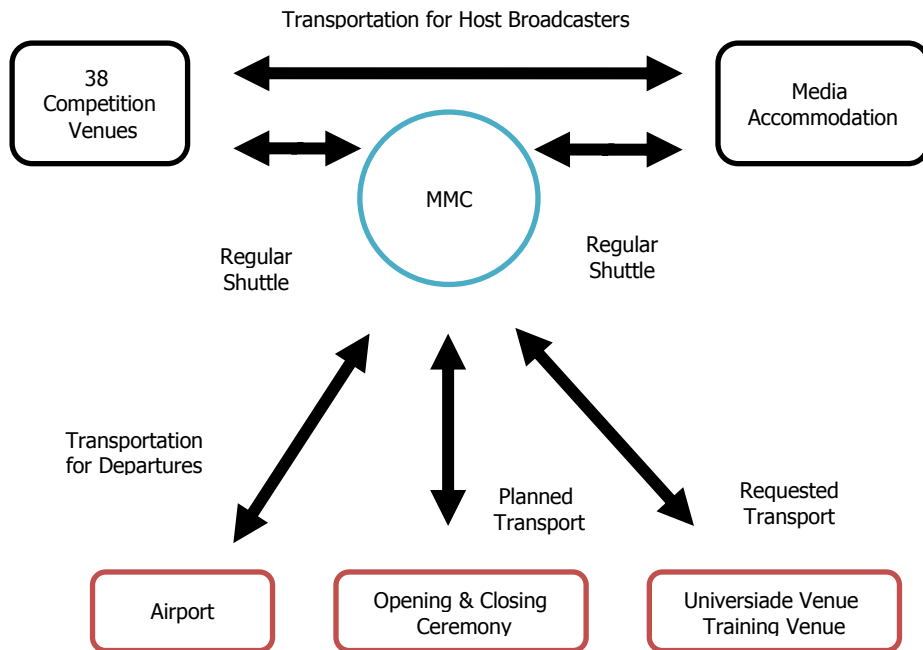 Transportation for Host Broadcasters
38
Competition
Venues
Media
Accommodation
MMC
Regular
Shuttle
Regular
Shuttle
Transportation
for Departures
Planned
Transport
Requested
Transport
Airport
Opening & Closing
Ceremony
Universiade Venue
Training Venue